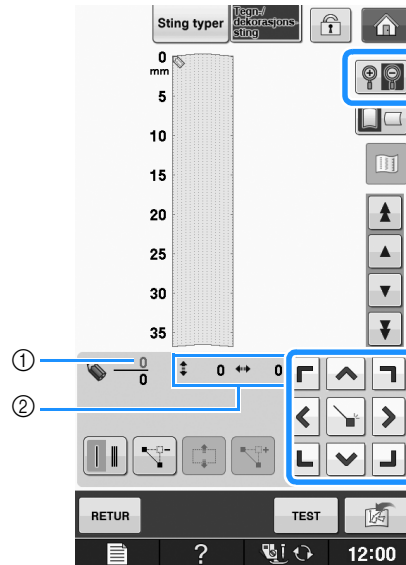 Sting typer
Tegn-/
dekorasjons-
sting
0
mm
5
10
15
20
25
30
35
① 0
0
0 0
②
RETUR
TEST
?
12:00